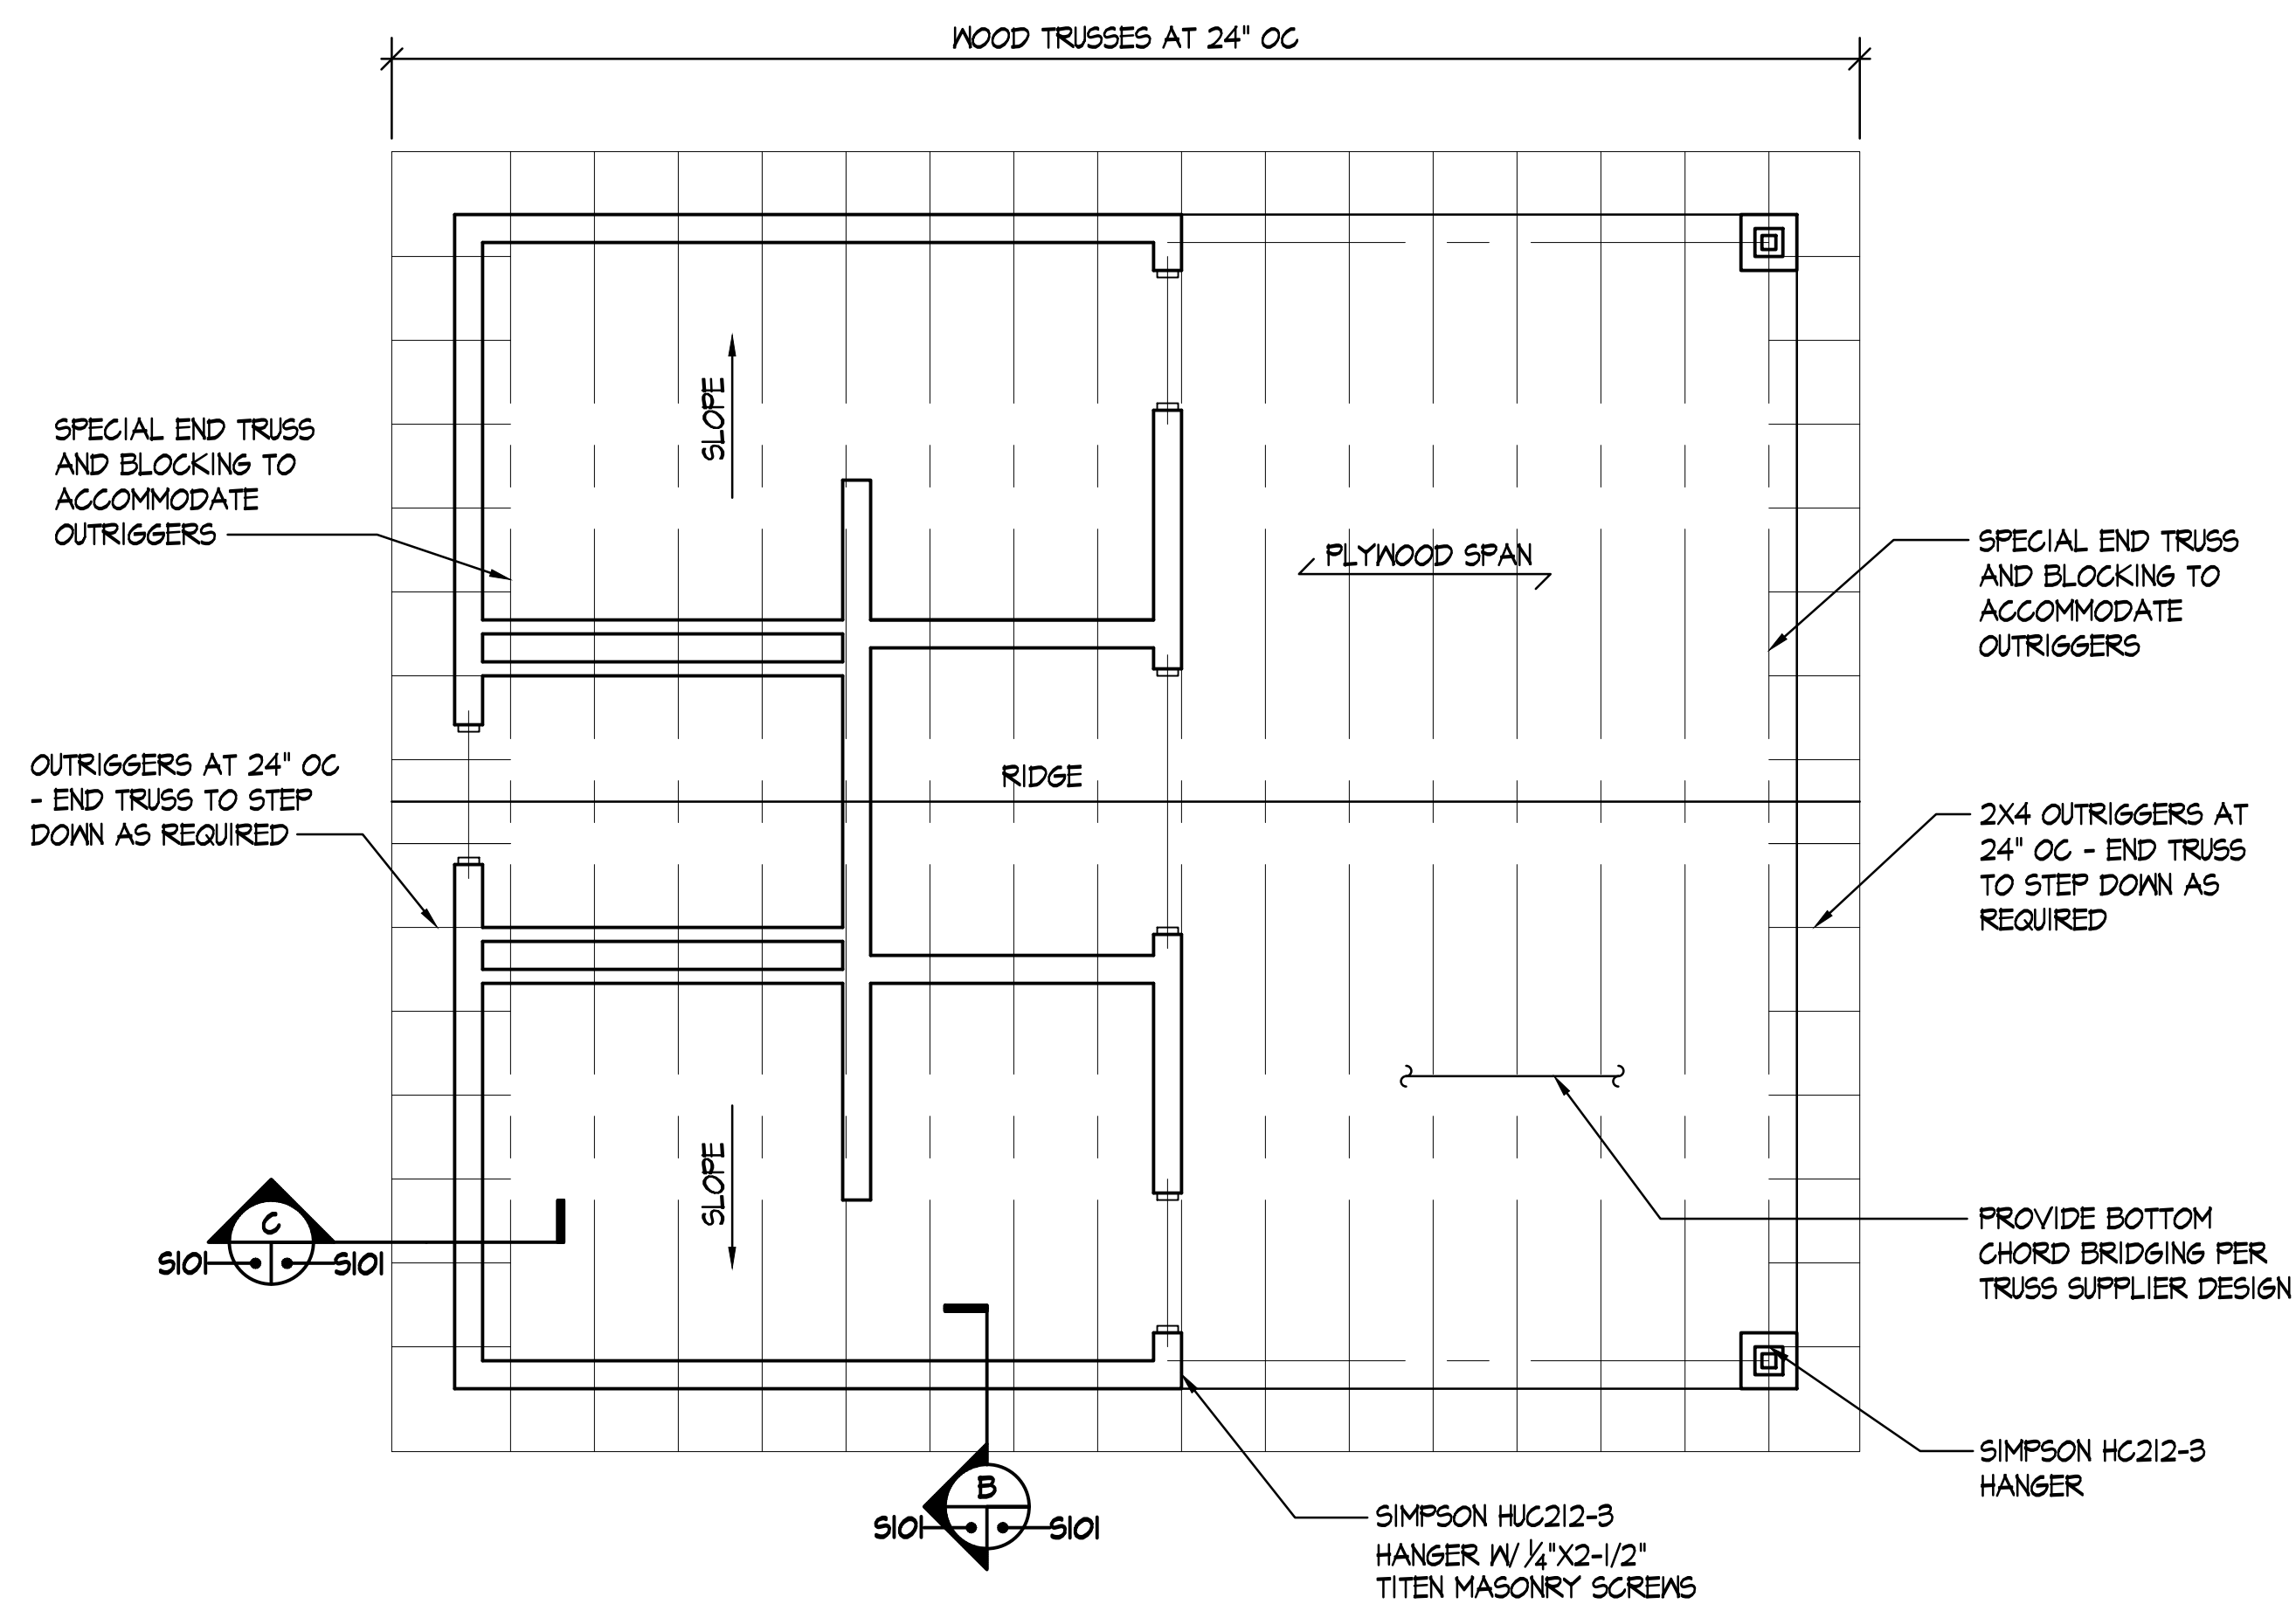 WOOD TRUSSES AT 24" OC
SLOPE
SPECIAL END TRUSS
AND BLOCKING TO
ACCOMMODATE
OUTRIGGERS
PLYWOOD SPAN
SPECIAL END TRUSS
AND BLOCKING TO
ACCOMMODATE
OUTRIGGERS
OUTRIGGERS AT 24" OC
- END TRUSS TO STEP
DOWN AS REQUIRED
RIDGE
2X4 OUTRIGGERS AT
24" OC - END TRUSS
TO STEP DOWN AS
REQUIRED
SLOPE
C
S101 S101
PROVIDE BOTTOM
CHORD BRIDGING PER
TRUSS SUPPLIER DESIGN
B
S101 S101
SIMPSON HUC212-3
HANGER W/ ¼"X2-1/2"
TITEN MASONRY SCREWS
SIMPSON HC212-3
HANGER